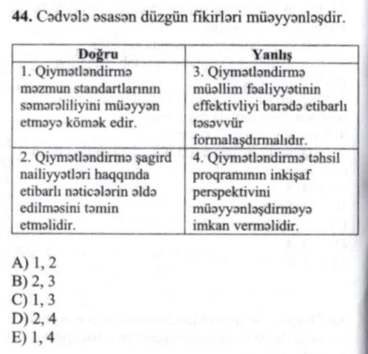 44. Cədvələ əsasən düzgün fikirləri müəyyənləşdir.
Doğru
Yanlış
1. Qiymətləndirmə
məzmun standartlarının
səmərəliliyini müəyyən
etməyə kömək edir.
3. Qiymətləndirmə
müəllim fəaliyyətinin
effektivliyi barədə etibarlı
təsəvvür
formalaşdırmalıdır.
2. Qiymətləndirmə şagird
nailiyyətləri haqqında
etibarlı nəticələrin əldə
edilməsini təmin
etməlidir.
4. Qiymətləndirmə təhsil
proqramının inkişaf
perspektivini
müəyyənləşdirməyə
imkan verməlidir.
A) 1, 2
B) 2, 3
C) 1, 3
D) 2, 4
E) 1, 4